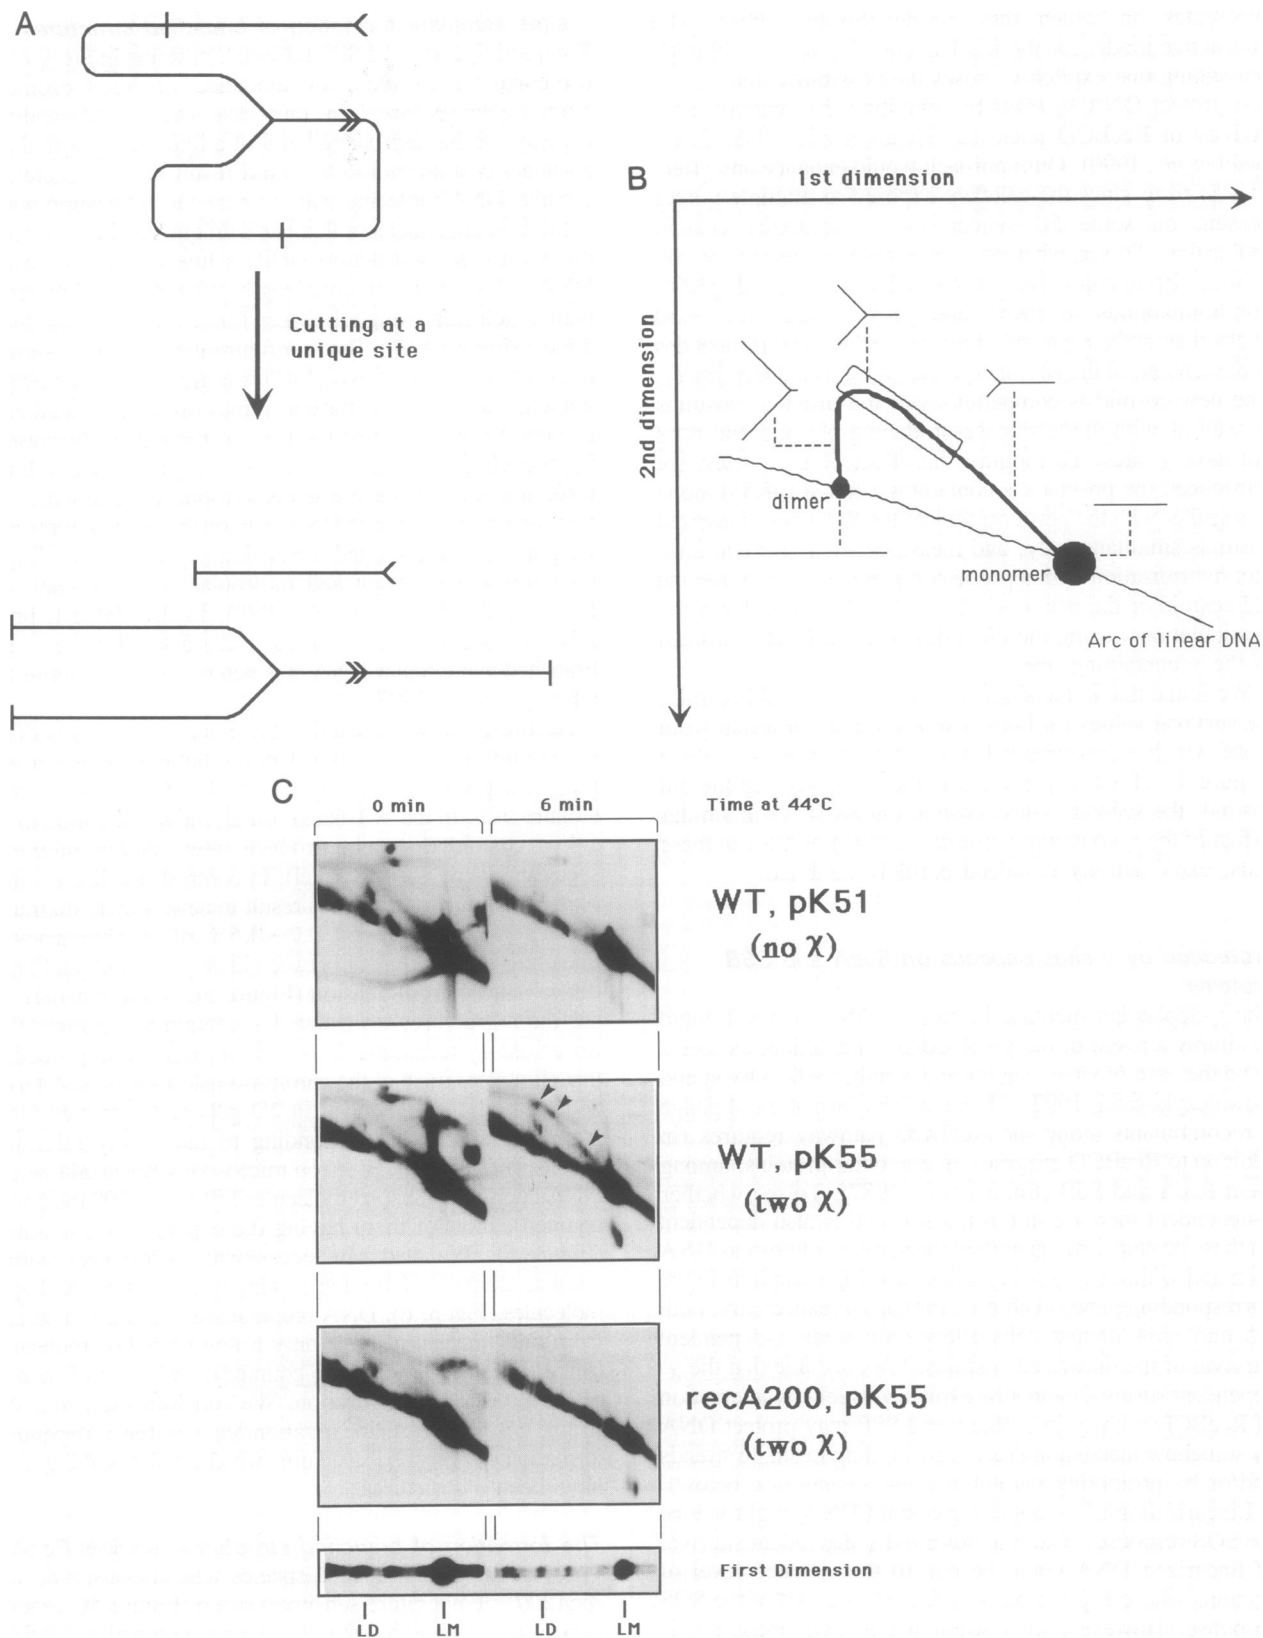 A
Cutting at a
unique site
B
1st dimension
2nd dimension
dimer
monomer
Arc of linear DNA
C
0 min
6 min
Time at 44°C
WT, pK51
(no χ)
WT, pK55
(two χ)
recA200, pK55
(two χ)
First Dimension
LD
LM
LD
LM